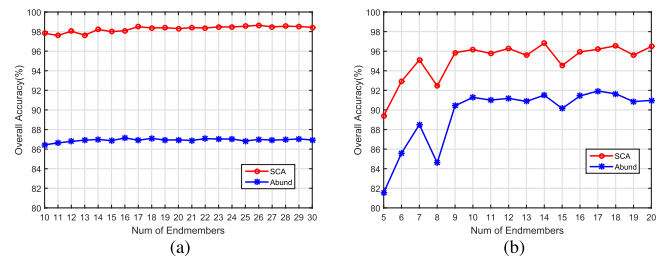 100
98
96
94
92
90
88
86
84
82
80
Overall Accuracy(%)
SCA
Abund
10 11 12 13 14 15 16 17 18 19 20 21 22 23 24 25 26 27 28 29 30
Num of Endmembers
(a)
100
98
96
94
92
90
88
86
84
82
80
Overall Accuracy(%)
SCA
Abund
5 6 7 8 9 10 11 12 13 14 15 16 17 18 19 20
Num of Endmembers
(b)